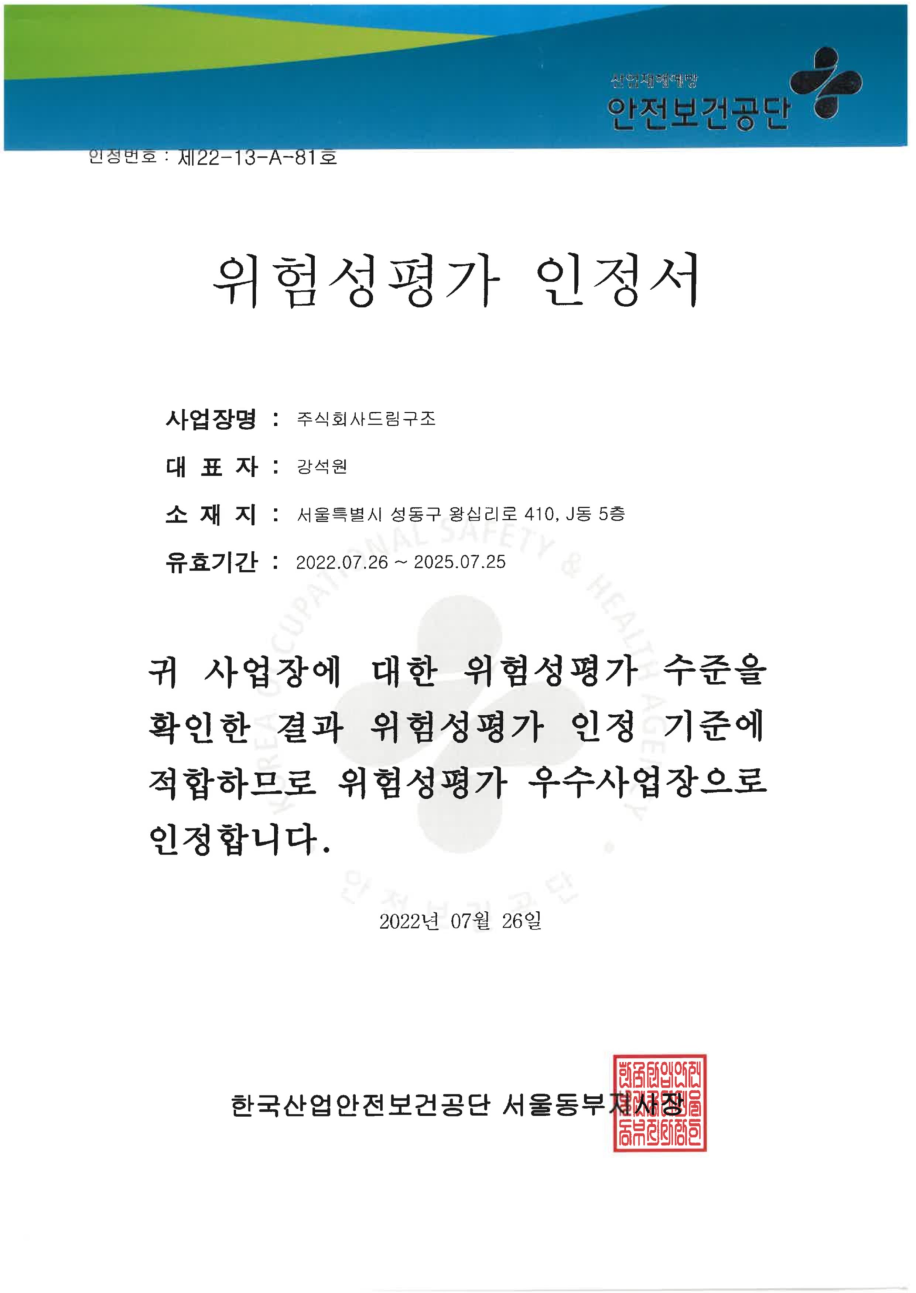 산업재해예방
안전보건공단
인정번호 : 제22-13-A-81호
위험성평가 인정서
사업장명 : 주식회사드림구조
대 표 자 : 강석원
소 재 지 : 서울특별시 성동구 왕십리로 410, J동 5층
유효기간 : 2022.07.26 ~ 2025.07.25
KOREA OCCUPATIONAL SAFETY & HEALTH AGENCY
귀 사업장에 대한 위험성평가 수준을
확인한 결과 위험성평가 인정 기준에
적합하므로 위험성평가 우수사업장으로
인정합니다.
안전보건공단
2022년 07월 26일
한국산업안전보건공단 서울동부지사장